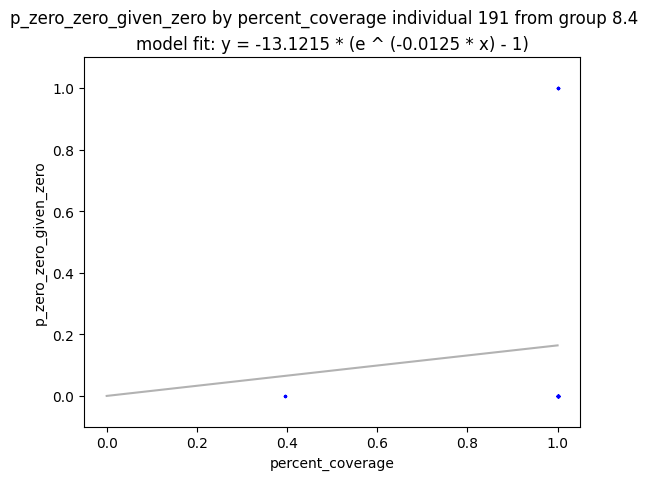 p_zero_zero_given_zero by percent_coverage individual 191 from group 8.4
model fit: y = -13.1215 * (e ^ (-0.0125 * x) - 1)
1.0
0.8
0.6
0.4
0.2
0.0
p_zero_zero_given_zero
0.0 0.2 0.4 0.6 0.8 1.0
percent_coverage